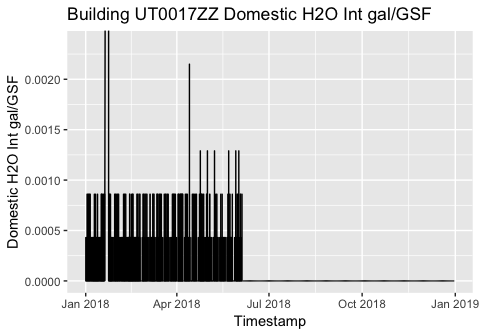 Building UT0017ZZ Domestic H2O Int gal/GSF
Domestic H2O Int gal/GSF
0.0020
0.0015
0.0010
0.0005
0.0000
Jan 2018
Apr 2018
Jul 2018
Oct 2018
Jan 2019
Timestamp